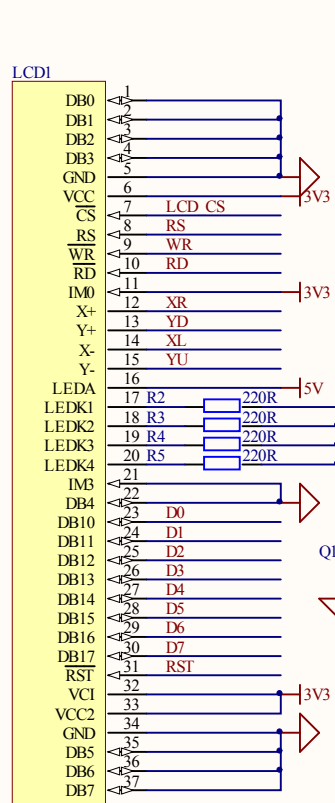 LCD1
DB0 1
DB1 2
DB2 3
DB3 4
GND 5
VCC 6 3V3
CS 7 LCD CS
RS 8 RS
WR 9 WR
RD 10 RD
IM0 11 3V3
X+ 12 XR
Y+ 13 YD
X- 14 XL
Y- 15 YU
LEDA 16 5V
LEDK1 17 R2 220R
LEDK2 18 R3 220R
LEDK3 19 R4 220R
LEDK4 20 R5 220R
IM3 21
DB4 22
DB10 23 D0
DB11 24 D1
DB12 25 D2 Q1
DB13 26 D3
DB14 27 D4
DB15 28 D5
DB16 29 D6
DB17 30 D7
RST 31 RST
VCI 32 3V3
VCC2 33
GND 34
DB5 35
DB6 36
DB7 37